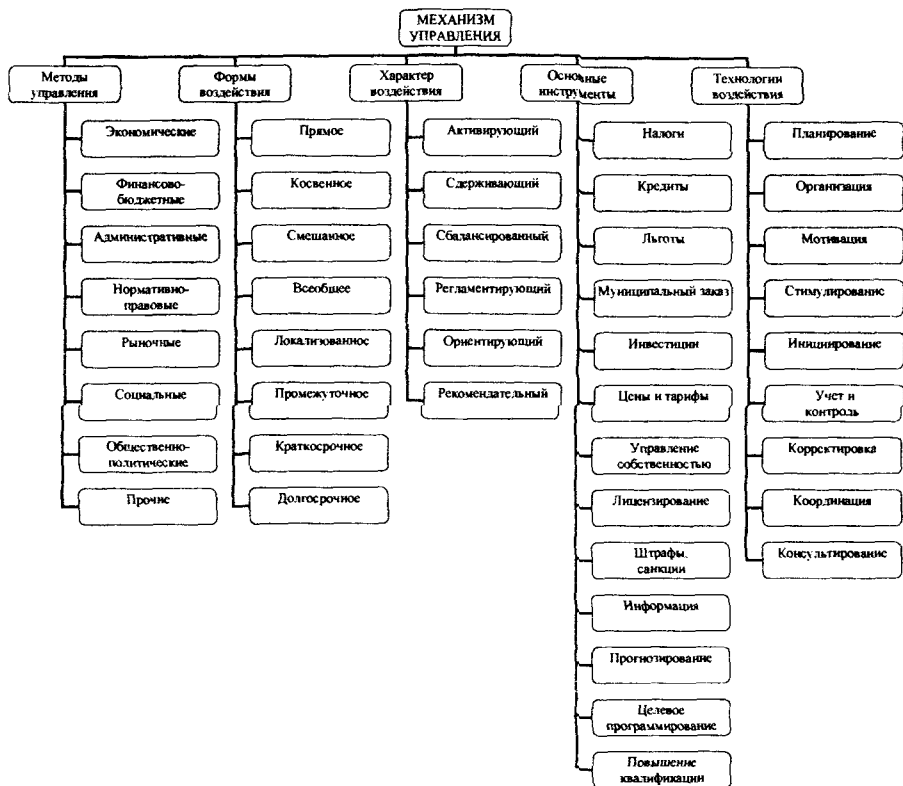 МЕХАНИЗМ
УПРАВЛЕНИЯ
Методы
управления
Экономические
Финансово-
бюджетные
Административные
Нормативно-
правовые
Рыночные
Социальные
Общественно-
политические
Прочие
Формы
воздействия
Прямое
Косвенное
Смешанное
Всеобщее
Локализованное
Промежуточное
Краткосрочное
Долгосрочное
Характер
воздействия
Активирующий
Сдерживающий
Сбалансированный
Регламентирующий
Ориентирующий
Рекомендательный
Основные
инструменты
Налоги
Кредиты
Льготы
Муниципальный заказ
Инвестиции
Цены и тарифы
Управление
собственностью
Лицензирование
Штрафы,
санкции
Информация
Прогнозирование
Целевое
программирование
Повышение
квалификации
Технологии
воздействия
Планирование
Организация
Мотивация
Стимулирование
Инициирование
Учет и
контроль
Корректировка
Координация
Консультирование